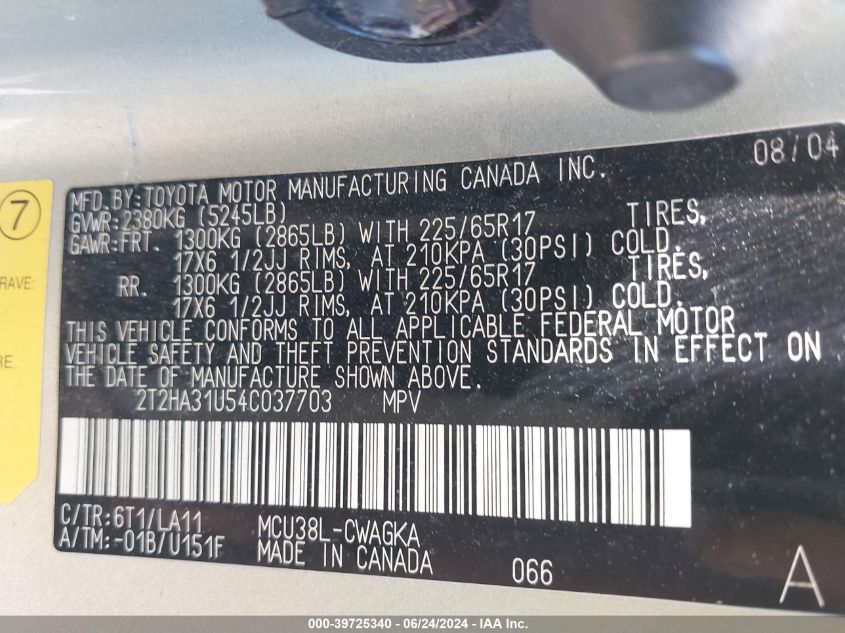 08/04
MFD.BY:TOYOTA MOTOR MANUFACTURING CANADA INC.
GVWR:2380KG (5245LB)
GAWR:FRT. 1300KG (2865LB) WITH 225/65R17 TIRES,
17X6 1/2JJ RIMS, AT 210KPA (30PSI) COLD.
RR. 1300KG (2865LB) WITH 225/65R17 TIRES,
17X6 1/2JJ RIMS, AT 210KPA (30PSI) COLD.
THIS VEHICLE CONFORMS TO ALL APPLICABLE FEDERAL MOTOR
VEHICLE SAFETY AND THEFT PREVENTION STANDARDS IN EFFECT ON
THE DATE OF MANUFACTURE SHOWN ABOVE.
2T2HA31U54C037703 MPV
C/TR:6T1/LA11 MCU38L-CWAGKA
A/TM:-01B/U151F MADE IN CANADA 066 A
7
000-39725340 - 06/24/2024 - IAA Inc.